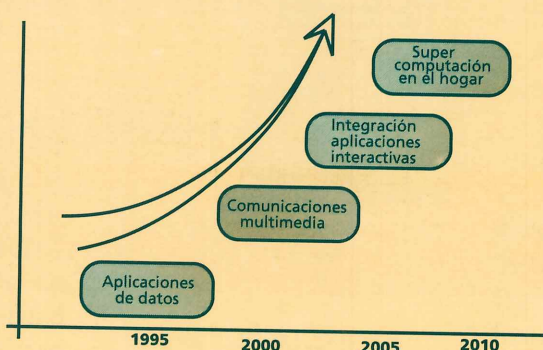 Super
computación
en el hogar
Integración
aplicaciones
interactivas
Comunicaciones
multimedia
Aplicaciones
de datos
1995
2000
2005
2010